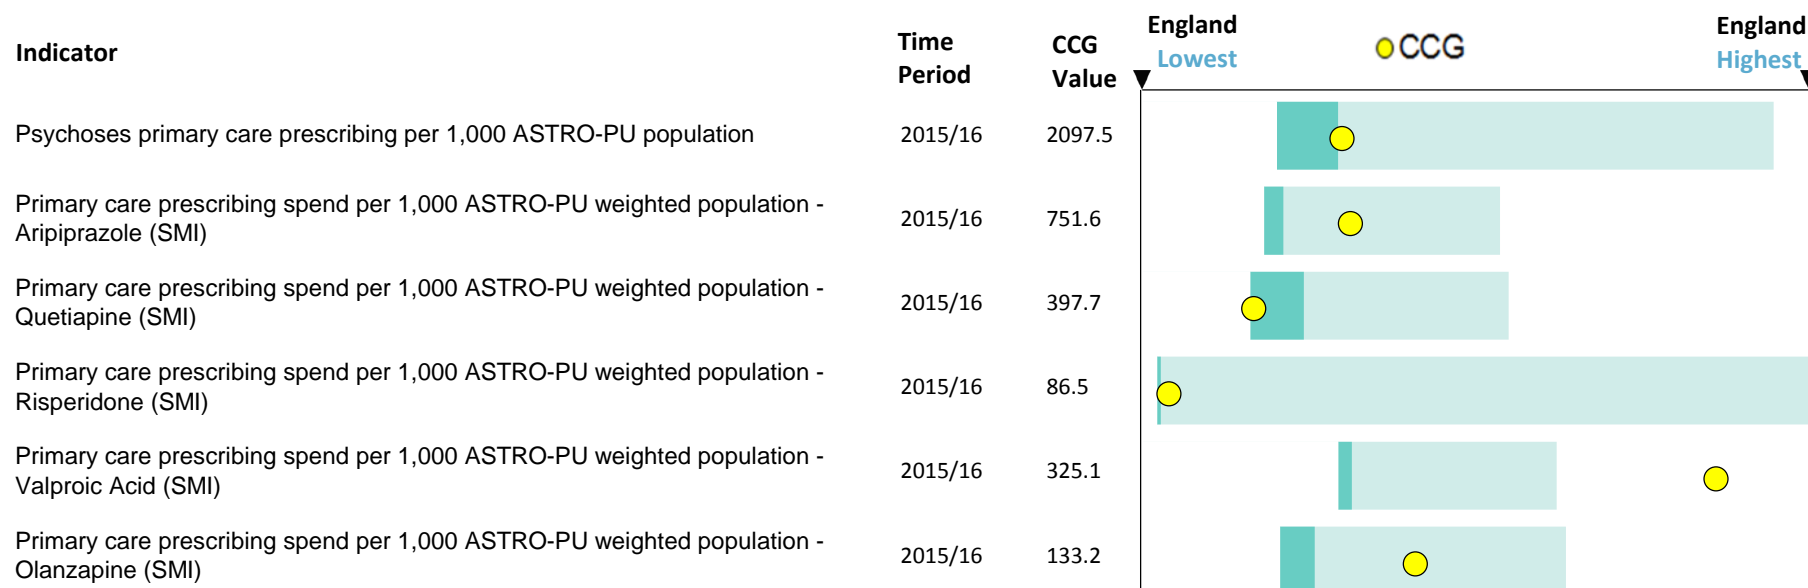 Indicator
Time Period
CCG Value
England Lowest
CCG
England Highest
Psychoses primary care prescribing per 1,000 ASTRO-PU population
2015/16
2097.5
Primary care prescribing spend per 1,000 ASTRO-PU weighted population -
Aripiprazole (SMI)
2015/16
751.6
Primary care prescribing spend per 1,000 ASTRO-PU weighted population -
Quetiapine (SMI)
2015/16
397.7
Primary care prescribing spend per 1,000 ASTRO-PU weighted population -
Risperidone (SMI)
2015/16
86.5
Primary care prescribing spend per 1,000 ASTRO-PU weighted population -
Valproic Acid (SMI)
2015/16
325.1
Primary care prescribing spend per 1,000 ASTRO-PU weighted population -
Olanzapine (SMI)
2015/16
133.2